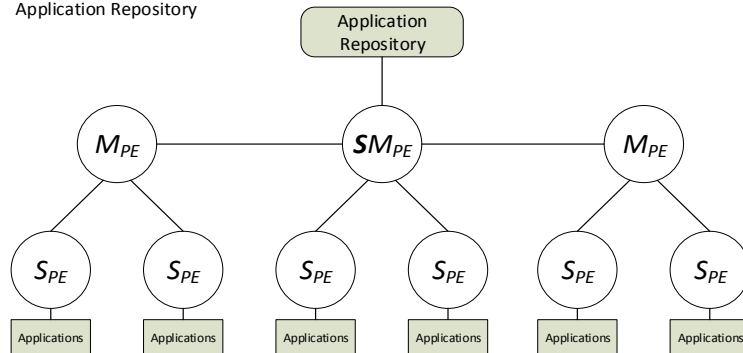 Application Repository
Application
Repository
MPE
SMPE
MPE
SPE
SPE
SPE
SPE
SPE
SPE
Applications
Applications
Applications
Applications
Applications
Applications